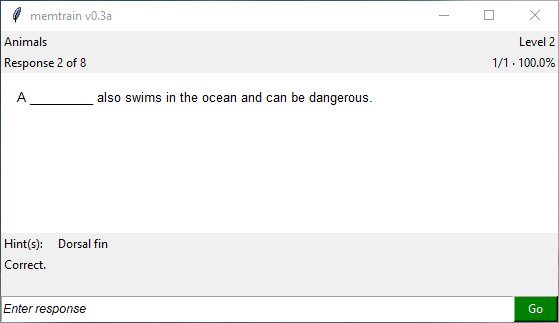 memtrain v0.3a
Animals Level 2
Response 2 of 8 1/1 · 100.0%
A _________ also swims in the ocean and can be dangerous.
Hint(s): Dorsal fin
Correct.
Enter response Go